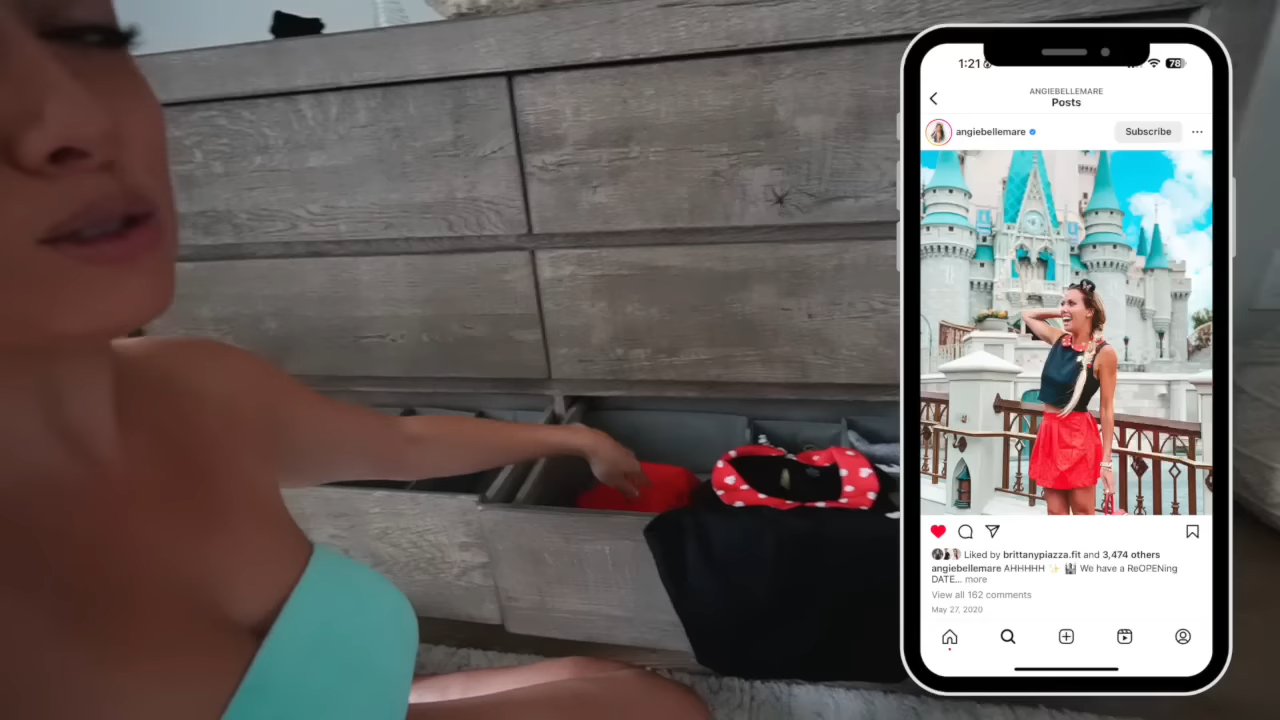 1:21
78
ANGIEBELLEMARE
Posts
angiebellemare
Subscribe
Liked by brittanypiazza.fit and 3,474 others
angiebellemare AHHHHH ✨ 🏰 We have a ReOPENing
DATE... more
View all 162 comments
May 27, 2020